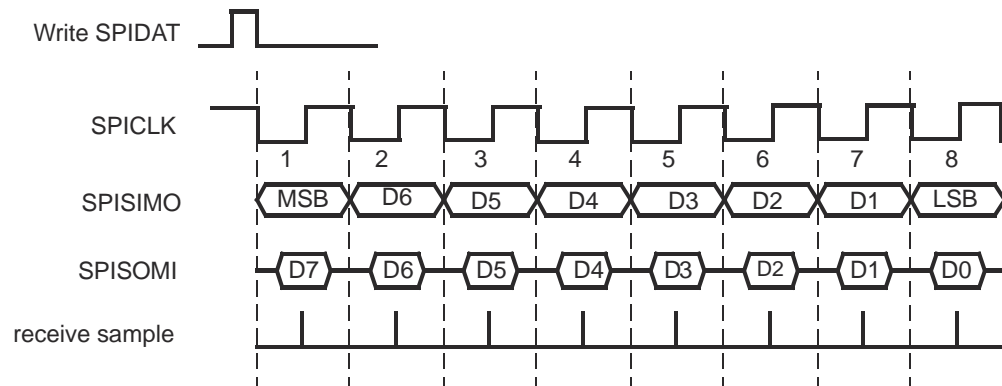 Write SPIDAT
SPICLK
1 2 3 4 5 6 7 8
SPISIMO MSB D6 D5 D4 D3 D2 D1 LSB
SPISOMI D7 D6 D5 D4 D3 D2 D1 D0
receive sample